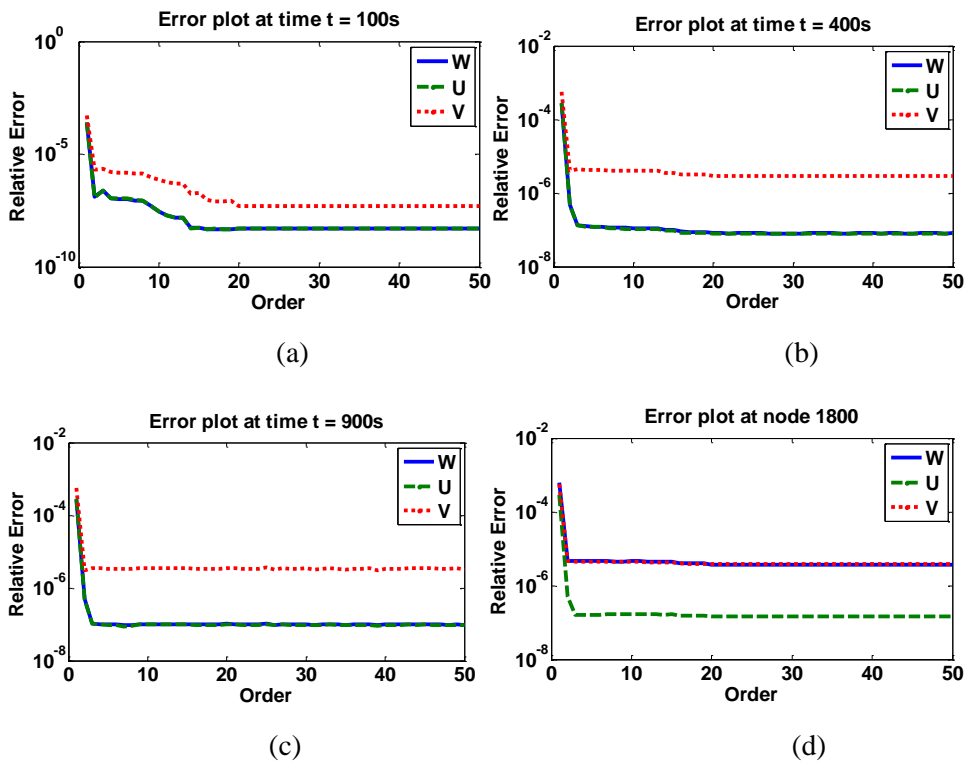 Error plot at time t = 100s
10^0
10^-5
10^-10
Relative Error
0 10 20 30 40 50
Order
W
U
V
(a)
Error plot at time t = 400s
10^-2
10^-4
10^-6
10^-8
Relative Error
0 10 20 30 40 50
Order
W
U
V
(b)
Error plot at time t = 900s
10^-2
10^-4
10^-6
10^-8
Relative Error
0 10 20 30 40 50
Order
W
U
V
(c)
Error plot at node 1800
10^-2
10^-4
10^-6
10^-8
Relative Error
0 10 20 30 40 50
Order
W
U
V
(d)